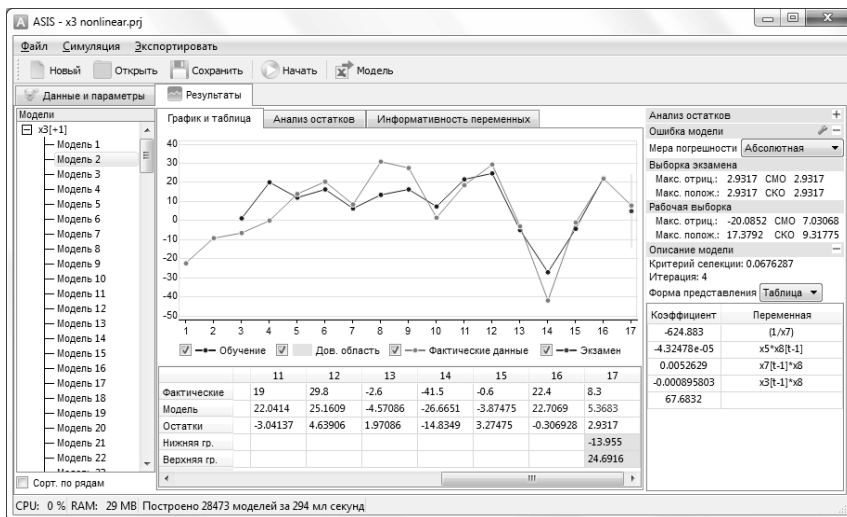 ASIS - x3 nonlinear.prj
Файл Симуляция Экспортировать
Новый Открыть Сохранить Начать Модель
Данные и параметры Результаты
Модели
x3[+1]
Модель 1
Модель 2
Модель 3
Модель 4
Модель 5
Модель 6
Модель 7
Модель 8
Модель 9
Модель 10
Модель 11
Модель 12
Модель 13
Модель 14
Модель 15
Модель 16
Модель 17
Модель 18
Модель 19
Модель 20
Модель 21
Модель 22
Сорт. по рядам
График и таблица Анализ остатков Информативность переменных
40
30
20
10
0
-10
-20
-30
-40
-50
1 2 3 4 5 6 7 8 9 10 11 12 13 14 15 16 17
Обучение Дов. область Фактические данные Экзамен
11 12 13 14 15 16 17
Фактические 19 29.8 -2.6 -41.5 -0.6 22.4 8.3
Модель 22.0414 25.1609 -4.57086 -26.6651 -3.87475 22.7069 5.3683
Остатки -3.04137 4.63906 1.97086 -14.8349 3.27475 -0.306928 2.9317
Нижняя гр. -13.955
Верхняя гр. 24.6916
Анализ остатков
Ошибка модели
Мера погрешности Абсолютная
Выборка экзамена
Макс. отриц.: 2.9317 СМО 2.9317
Макс. полож.: 2.9317 СКО 2.9317
Рабочая выборка
Макс. отриц.: -20.0852 СМО 7.03068
Макс. полож.: 17.3792 СКО 9.31775
Описание модели
Критерий селекции: 0.0676287
Итерация: 4
Форма представления Таблица
Коэффициент Переменная
-624.883 (1/x7)
-4.32478e-05 x5*x8[t-1]
0.0052629 x7[t-1]*x8
-0.000895803 x3[t-1]*x8
67.6832
CPU: 0 % RAM: 29 MB Построено 28473 моделей за 294 мл секунд